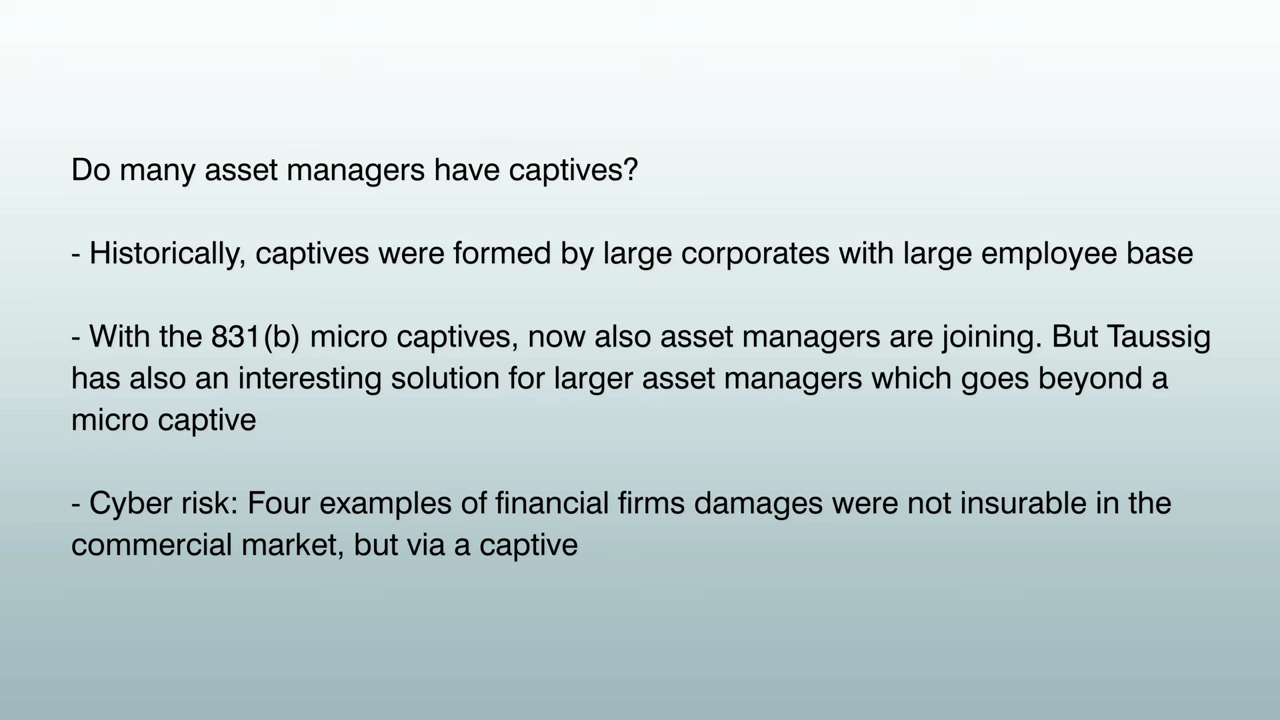 Do many asset managers have captives?
- Historically, captives were formed by large corporates with large employee base
- With the 831(b) micro captives, now also asset managers are joining. But Taussig
has also an interesting solution for larger asset managers which goes beyond a
micro captive
- Cyber risk: Four examples of financial firms damages were not insurable in the
commercial market, but via a captive